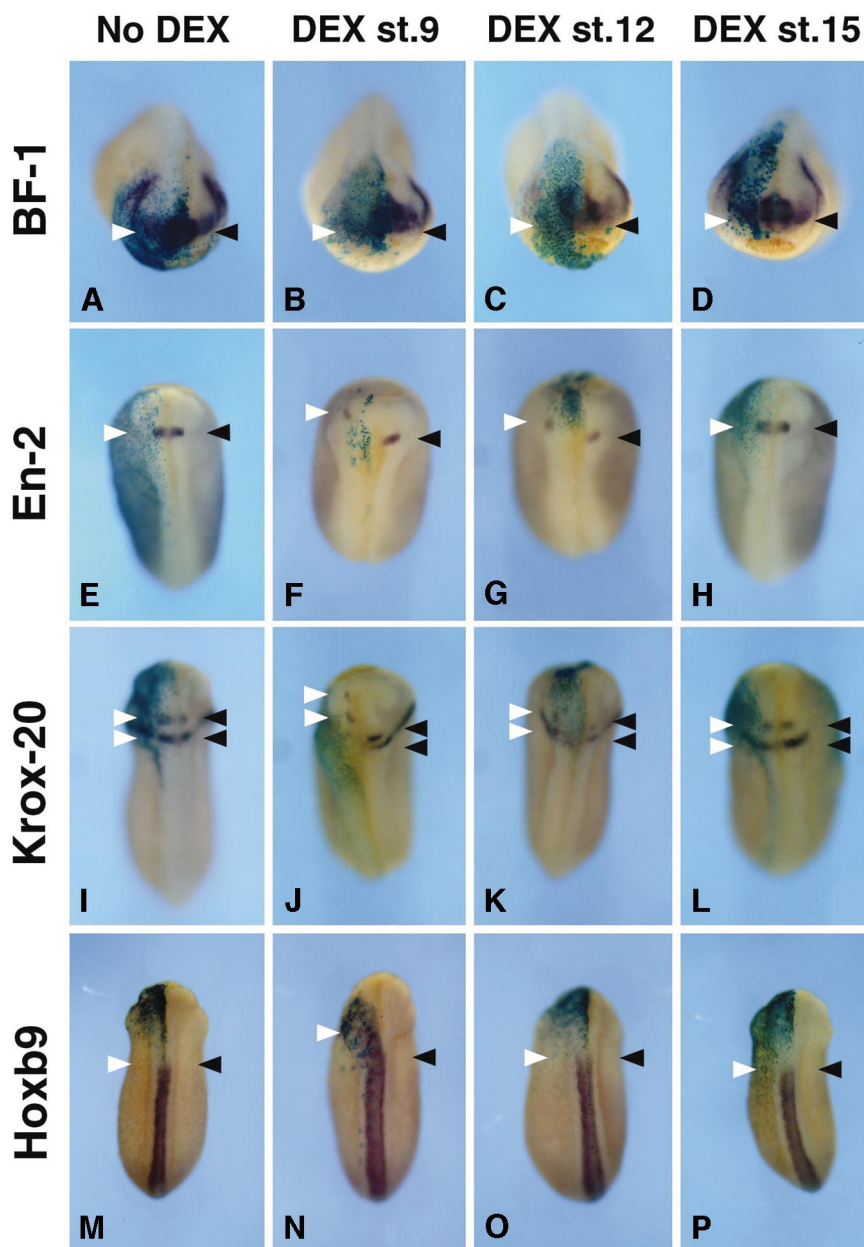 No DEX DEX st.9 DEX st.12 DEX st.15
BF-1
A B C D
En-2
E F G H
Krox-20
I J K L
Hoxb9
M N O P